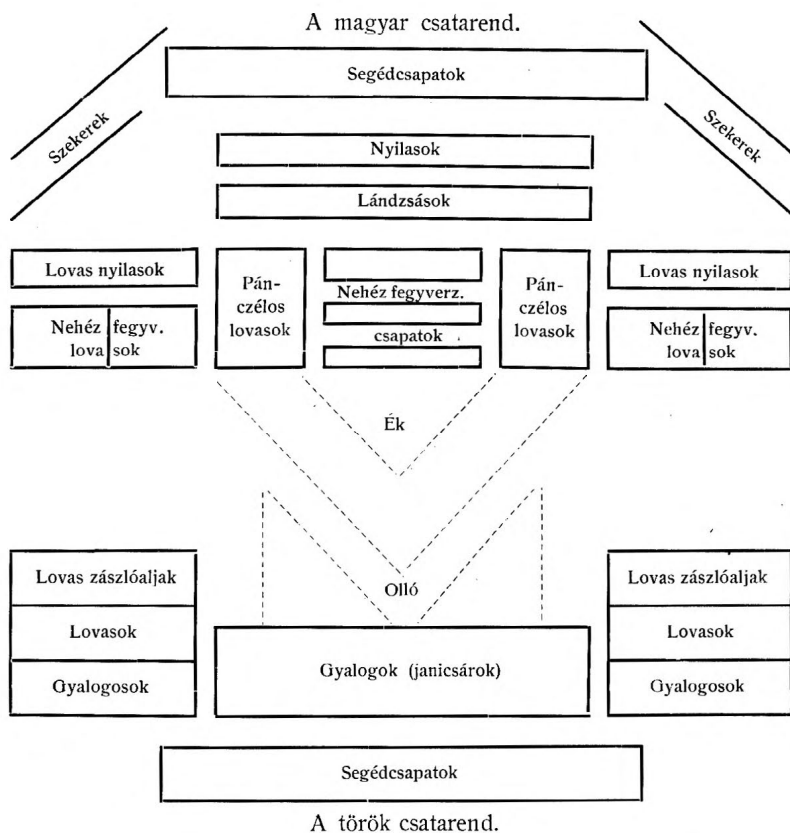 A magyar csatarend.
Segédcsapatok
Szekerek
Szekerek
Nyilasok
Lándzsások
Lovas nyilasok
Pán-
czélos
lovasok
Nehéz fegyverz.
csapatok
Pán-
czélos
lovasok
Lovas nyilasok
Nehéz fegyv.
lova sok
Nehéz fegyv.
lova sok
Ék
Olló
Lovas zászlóaljak
Lovasok
Gyalogosok
Gyalogok (janicsárok)
Lovas zászlóaljak
Lovasok
Gyalogosok
Segédcsapatok
A török csatarend.